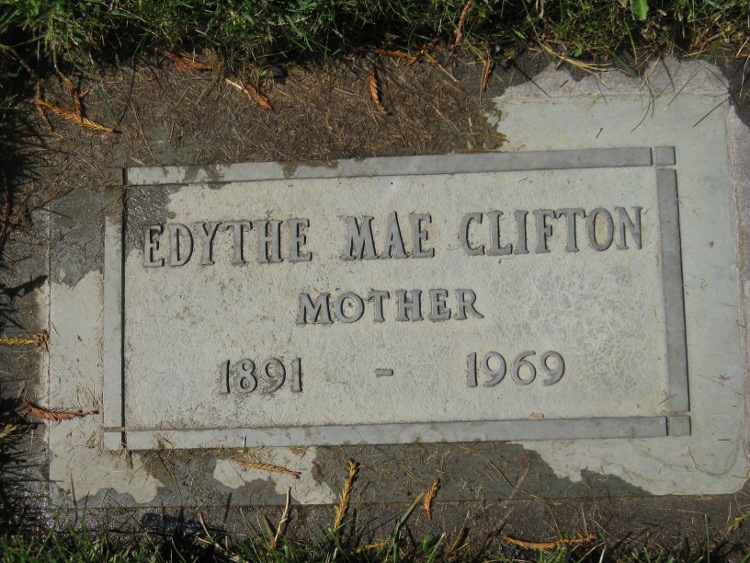 EDYTHE MAE CLIFTON
MOTHER
1891 - 1969